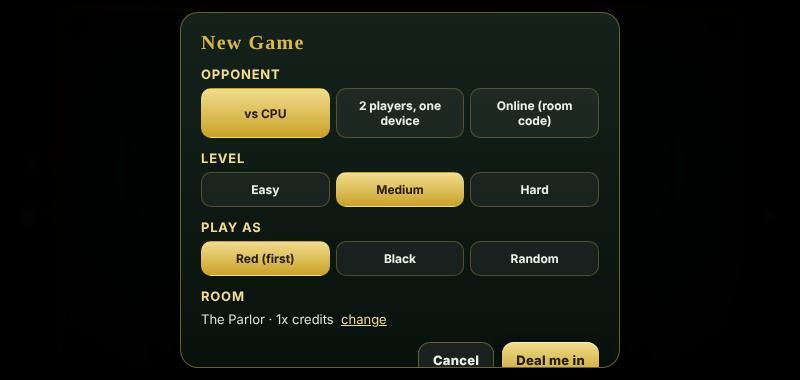 New Game
OPPONENT
vs CPU
2 players, one
device
Online (room
code)
LEVEL
Easy
Medium
Hard
PLAY AS
Red (first)
Black
Random
ROOM
The Parlor · 1x credits change
Cancel
Deal me in